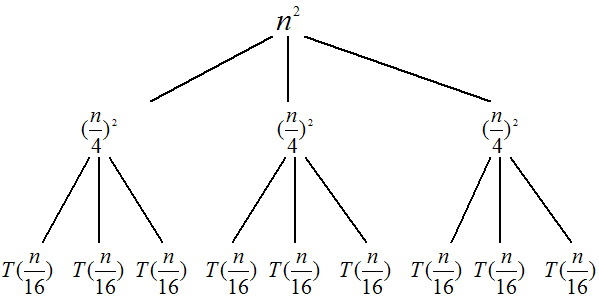 n²
(n/4)² (n/4)² (n/4)²
T(n/16) T(n/16) T(n/16) T(n/16) T(n/16) T(n/16) T(n/16) T(n/16) T(n/16)